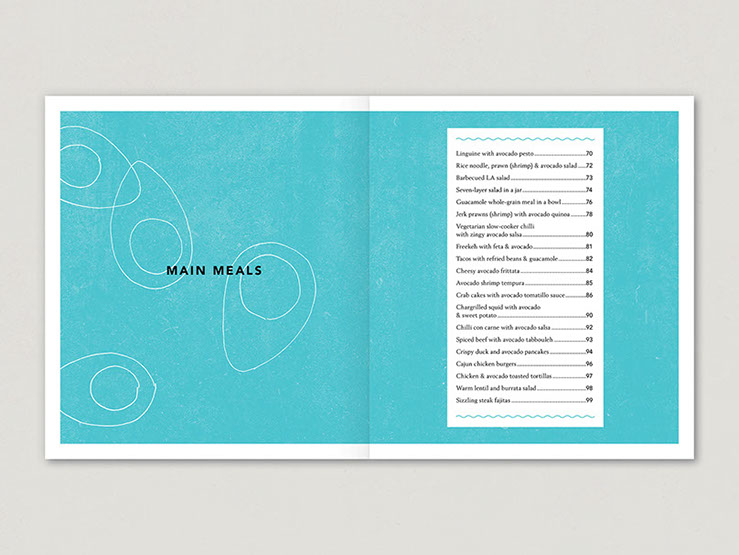 MAIN MEALS
Linguine with avocado pesto..............................70
Rice noodle, prawn (shrimp) & avocado salad.....72
Barbecued LA salad..........................................73
Seven-layer salad in a jar....................................74
Guacamole whole-grain meal in a bowl...............76
Jerk prawns (shrimp) with avocado quinoa..........78
Vegetarian slow-cooker chilli
with zingy avocado salsa....................................80
Freekeh with feta & avocado..............................81
Tacos with refried beans & guacamole................82
Cheesy avocado frittata......................................84
Avocado shrimp tempura...................................85
Crab cakes with avocado tomatillo sauce............86
Chargrilled squid with avocado
& sweet potato..................................................90
Chilli con carne with avocado salsa....................92
Spiced beef with avocado tabbouleh...................93
Crispy duck and avocado pancakes.....................94
Cajun chicken burgers.......................................96
Chicken & avocado toasted tortillas....................97
Warm lentil and burrata salad............................98
Sizzling steak fajitas..........................................99